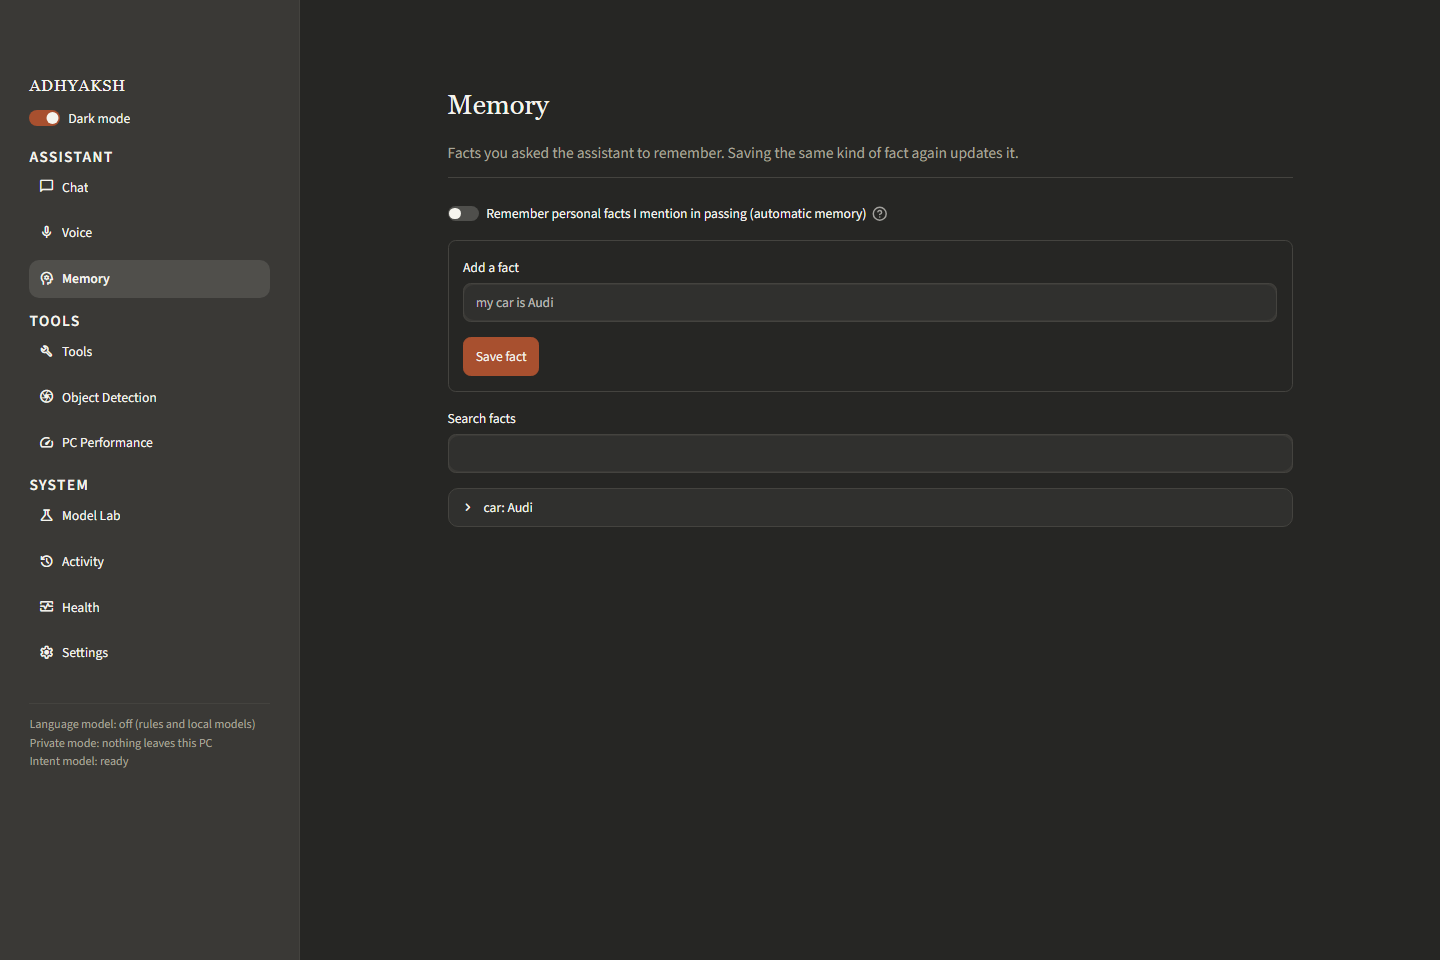 ADHYAKSH
Dark mode
ASSISTANT
Chat
Voice
Memory
TOOLS
Tools
Object Detection
PC Performance
SYSTEM
Model Lab
Activity
Health
Settings
Language model: off (rules and local models)
Private mode: nothing leaves this PC
Intent model: ready
Memory
Facts you asked the assistant to remember. Saving the same kind of fact again updates it.
Remember personal facts I mention in passing (automatic memory)
Add a fact
my car is Audi
Save fact
Search facts
car: Audi